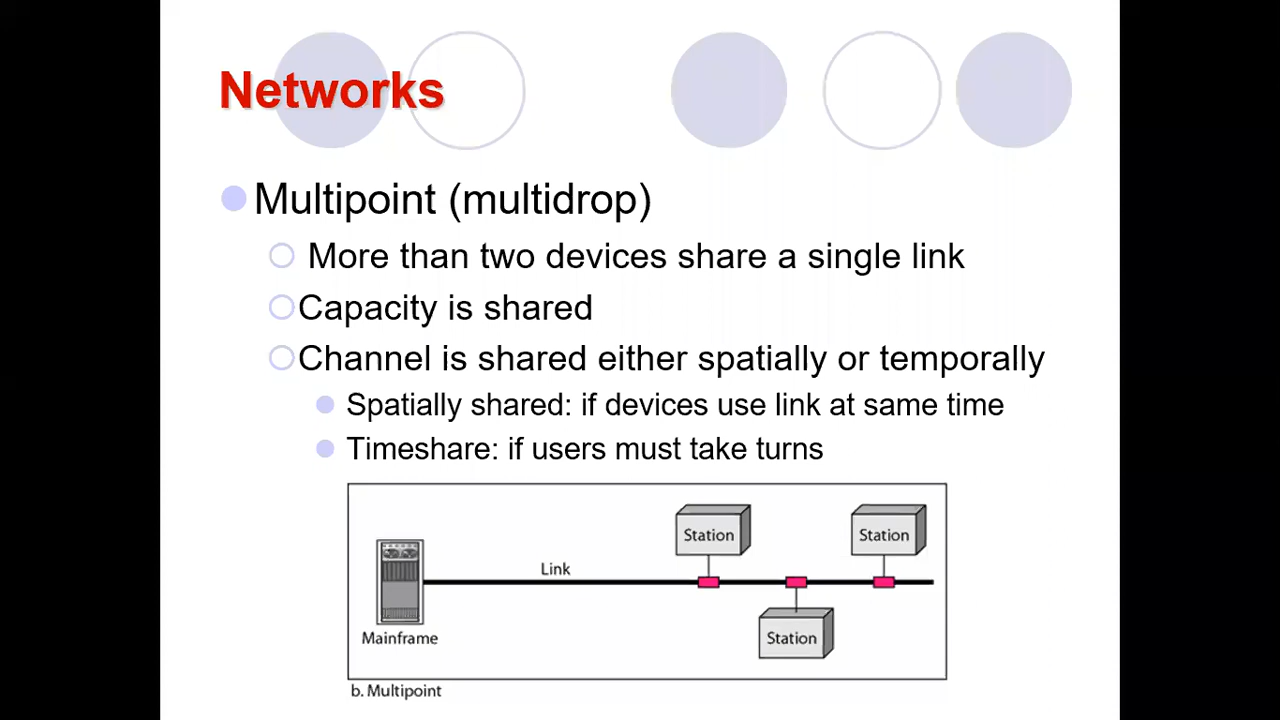 Networks
Multipoint (multidrop)
More than two devices share a single link
Capacity is shared
Channel is shared either spatially or temporally
Spatially shared: if devices use link at same time
Timeshare: if users must take turns
Station
Station
Link
Mainframe
Station
b. Multipoint